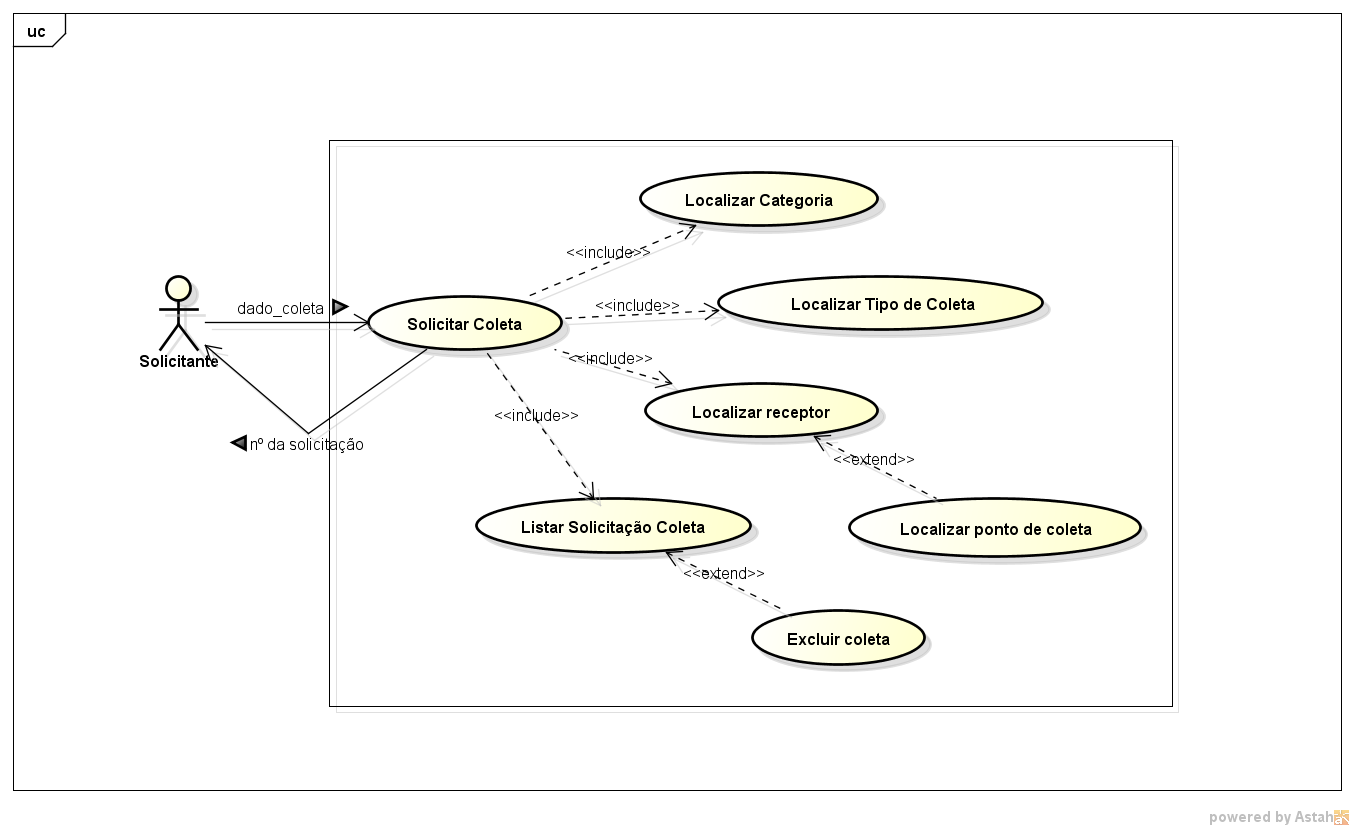 uc
Localizar Categoria
<<include>>
dado_coleta
<<include>>
Localizar Tipo de Coleta
Solicitar Coleta
Solicitante
<<include>>
Localizar receptor
<<include>>
nº da solicitação
<<extend>>
Listar Solicitação Coleta
Localizar ponto de coleta
<<extend>>
Excluir coleta
powered by Astah